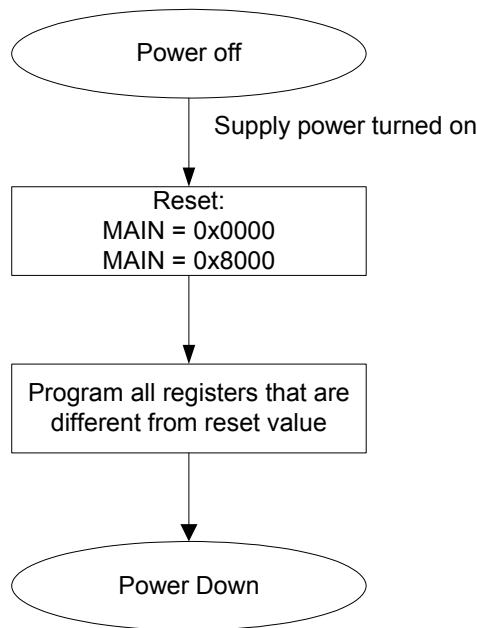 Power off
Supply power turned on
Reset:
MAIN = 0x0000
MAIN = 0x8000
Program all registers that are
different from reset value
Power Down